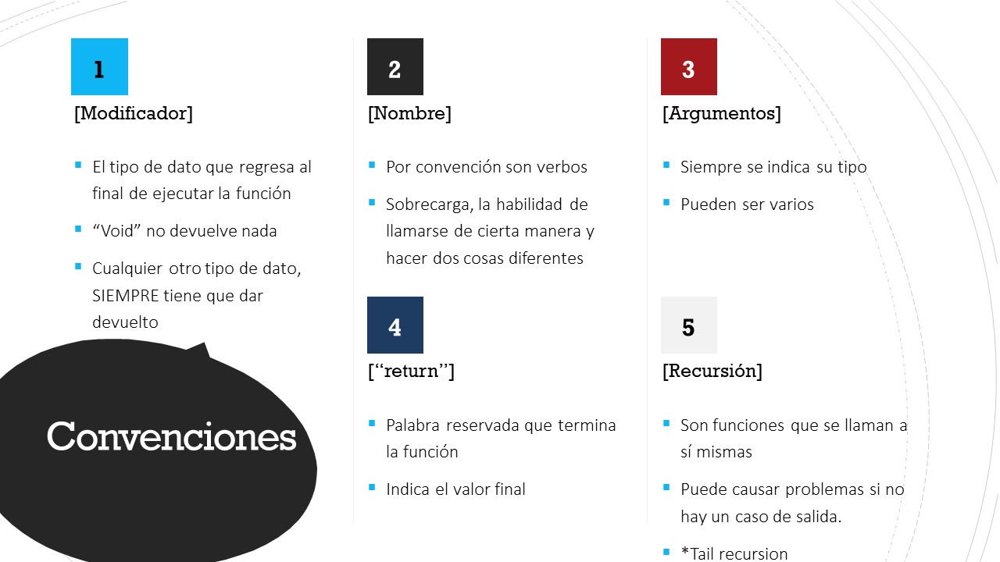 1
[Modificador]
▪ El tipo de dato que regresa al
final de ejecutar la función
▪ “Void” no devuelve nada
▪ Cualquier otro tipo de dato,
SIEMPRE tiene que dar
devuelto
2
[Nombre]
▪ Por convención son verbos
▪ Sobrecarga, la habilidad de
llamarse de cierta manera y
hacer dos cosas diferentes
3
[Argumentos]
▪ Siempre se indica su tipo
▪ Pueden ser varios
4
[“return”]
▪ Palabra reservada que termina
la función
▪ Indica el valor final
5
[Recursión]
▪ Son funciones que se llaman a
sí mismas
▪ Puede causar problemas si no
hay un caso de salida.
▪ *Tail recursion
Convenciones